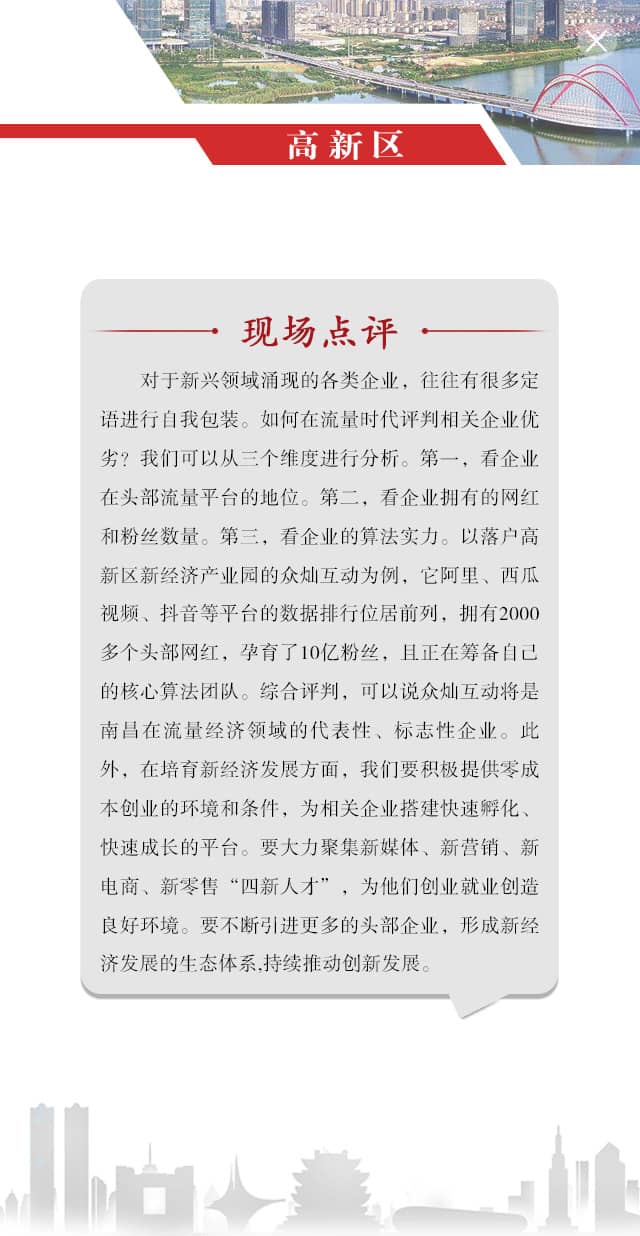 高新区
现场点评
对于新兴领域涌现的各类企业，往往有很多定
语进行自我包装。如何在流量时代评判相关企业优
劣？我们可以从三个维度进行分析。第一，看企业
在头部流量平台的地位。第二，看企业拥有的网红
和粉丝数量。第三，看企业的算法实力。以落户高
新区新经济产业园的众灿互动为例，它阿里、西瓜
视频、抖音等平台的数据排行位居前列，拥有2000
多个头部网红，孕育了10亿粉丝，且正在筹备自己
的核心算法团队。综合评判，可以说众灿互动将是
南昌在流量经济领域的代表性、标志性企业。此
外，在培育新经济发展方面，我们要积极提供零成
本创业的环境和条件，为相关企业搭建快速孵化、
快速成长的平台。要大力聚集新媒体、新营销、新
电商、新零售“四新人才”，为他们创业就业创造
良好环境。要不断引进更多的头部企业，形成新经
济发展的生态体系,持续推动创新发展。